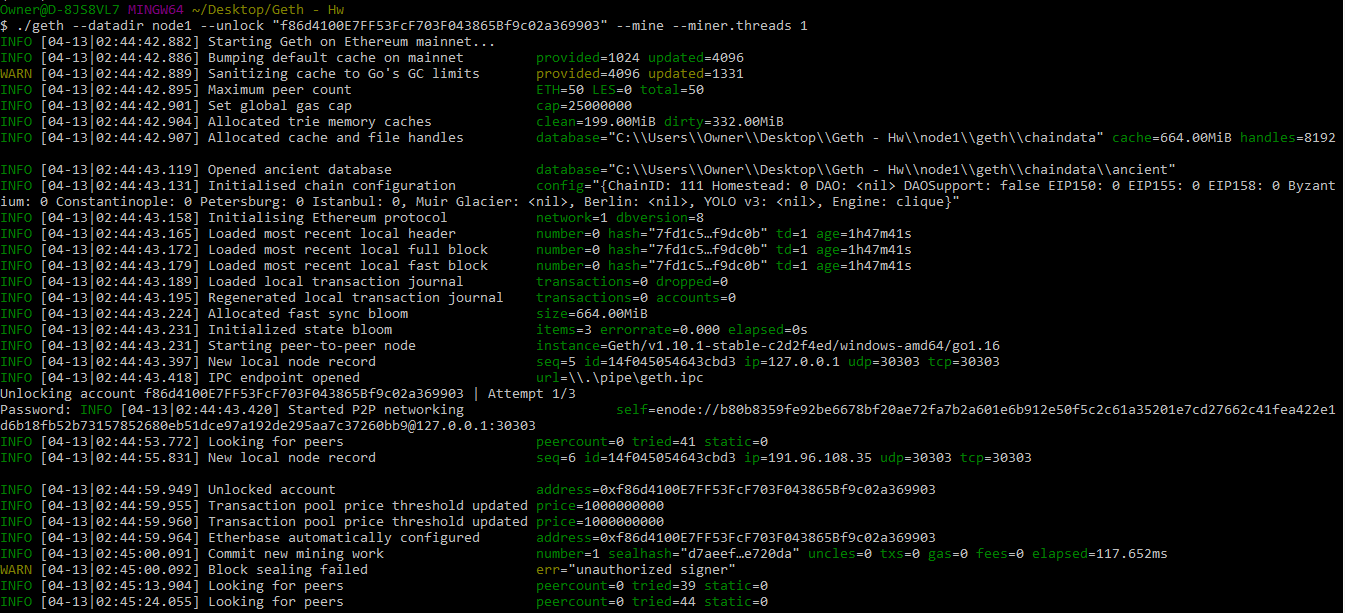 Owner@D-8JS8VL7 MINGW64 ~/Desktop/Geth - Hw
$ ./geth --datadir node1 --unlock "f86d4100E7FF53FcF703F043865Bf9c02a369903" --mine --miner.threads 1
INFO [04-13|02:44:42.882] Starting Geth on Ethereum mainnet...
INFO [04-13|02:44:42.886] Bumping default cache on mainnet provided=1024 updated=4096
WARN [04-13|02:44:42.889] Sanitizing cache to Go's GC limits provided=4096 updated=1331
INFO [04-13|02:44:42.895] Maximum peer count ETH=50 LES=0 total=50
INFO [04-13|02:44:42.901] Set global gas cap cap=25000000
INFO [04-13|02:44:42.904] Allocated trie memory caches clean=199.00MiB dirty=332.00MiB
INFO [04-13|02:44:42.907] Allocated cache and file handles database="C:\\Users\\Owner\\Desktop\\Geth - Hw\\node1\\geth\\chaindata" cache=664.00MiB handles=8192
INFO [04-13|02:44:43.119] Opened ancient database database="C:\\Users\\Owner\\Desktop\\Geth - Hw\\node1\\geth\\chaindata\\ancient"
INFO [04-13|02:44:43.131] Initialised chain configuration config="{ChainID: 111 Homestead: 0 DAO: <nil> DAOSupport: false EIP150: 0 EIP155: 0 EIP158: 0 Byzant
ium: 0 Constantinople: 0 Petersburg: 0 Istanbul: 0, Muir Glacier: <nil>, Berlin: <nil>, YOLO v3: <nil>, Engine: clique}"
INFO [04-13|02:44:43.158] Initialising Ethereum protocol network=1 dbversion=8
INFO [04-13|02:44:43.165] Loaded most recent local header number=0 hash="7fd1c5…f9dc0b" td=1 age=1h47m41s
INFO [04-13|02:44:43.172] Loaded most recent local full block number=0 hash="7fd1c5…f9dc0b" td=1 age=1h47m41s
INFO [04-13|02:44:43.179] Loaded most recent local fast block number=0 hash="7fd1c5…f9dc0b" td=1 age=1h47m41s
INFO [04-13|02:44:43.189] Loaded local transaction journal transactions=0 dropped=0
INFO [04-13|02:44:43.195] Regenerated local transaction journal transactions=0 accounts=0
INFO [04-13|02:44:43.224] Allocated fast sync bloom size=664.00MiB
INFO [04-13|02:44:43.231] Initialized state bloom items=3 errorrate=0.000 elapsed=0s
INFO [04-13|02:44:43.231] Starting peer-to-peer node instance=Geth/v1.10.1-stable-c2d2f4ed/windows-amd64/go1.16
INFO [04-13|02:44:43.397] New local node record seq=5 id=14f045054643cbd3 ip=127.0.0.1 udp=30303 tcp=30303
INFO [04-13|02:44:43.418] IPC endpoint opened url=\\.\pipe\geth.ipc
Unlocking account f86d4100E7FF53FcF703F043865Bf9c02a369903 | Attempt 1/3
Password: INFO [04-13|02:44:43.420] Started P2P networking self=enode://b80b8359fe92be6678bf20ae72fa7b2a601e6b912e50f5c2c61a35201e7cd27662c41fea422e1
d6b18fb52b73157852680eb51dce97a192de295aa7c37260bb9@127.0.0.1:30303
INFO [04-13|02:44:53.772] Looking for peers peercount=0 tried=41 static=0
INFO [04-13|02:44:55.831] New local node record seq=6 id=14f045054643cbd3 ip=191.96.108.35 udp=30303 tcp=30303
INFO [04-13|02:44:59.949] Unlocked account address=0xf86d4100E7FF53FcF703F043865Bf9c02a369903
INFO [04-13|02:44:59.955] Transaction pool price threshold updated price=1000000000
INFO [04-13|02:44:59.960] Transaction pool price threshold updated price=1000000000
INFO [04-13|02:44:59.964] Etherbase automatically configured address=0xf86d4100E7FF53FcF703F043865Bf9c02a369903
INFO [04-13|02:45:00.091] Commit new mining work number=1 sealhash="d7aeef…e720da" uncles=0 txs=0 gas=0 fees=0 elapsed=117.652ms
WARN [04-13|02:45:00.092] Block sealing failed err="unauthorized signer"
INFO [04-13|02:45:13.904] Looking for peers peercount=0 tried=39 static=0
INFO [04-13|02:45:24.055] Looking for peers peercount=0 tried=44 static=0